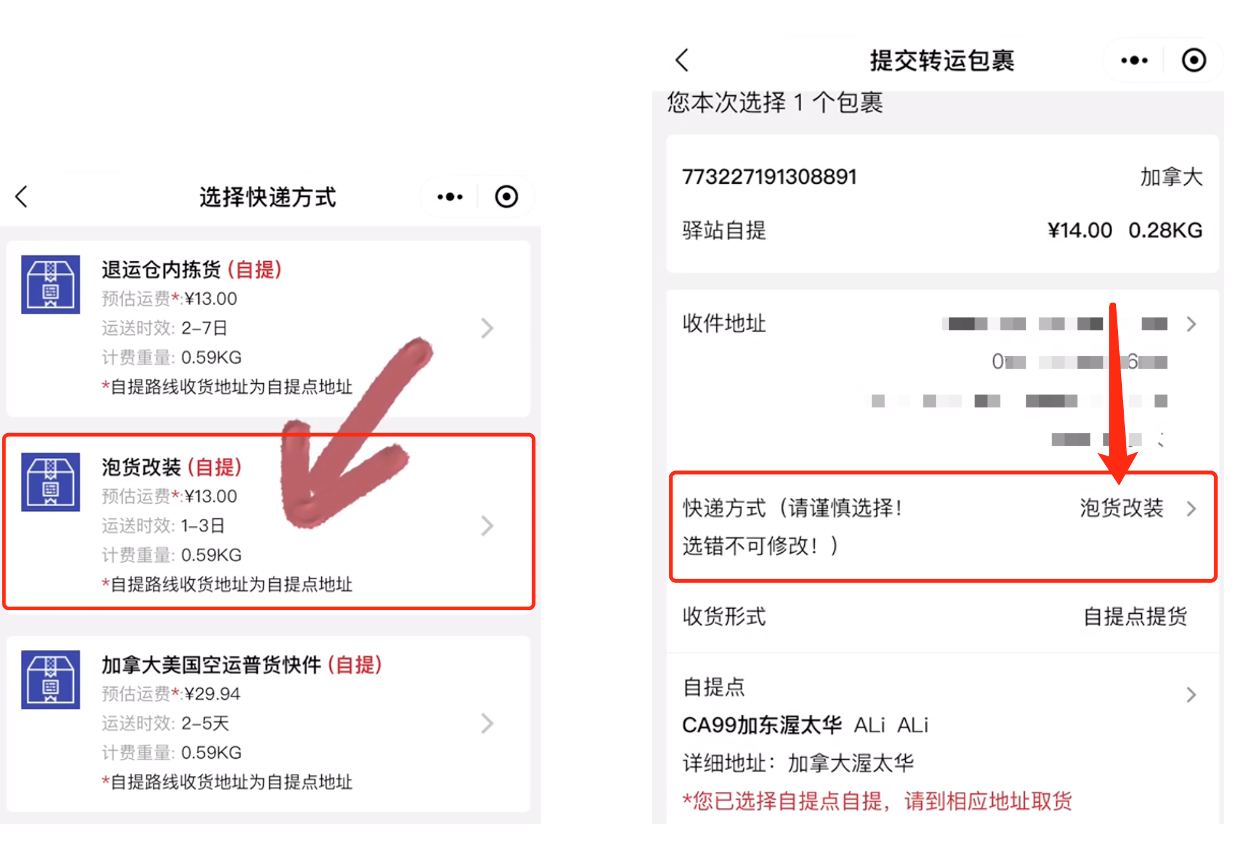 选择快递方式
退运仓内拣货 (自提)
预估运费*:¥13.00
运送时效: 2–7日
计费重量: 0.59KG
*自提路线收货地址为自提点地址
泡货改装 (自提)
预估运费*:¥13.00
运送时效: 1–3日
计费重量: 0.59KG
*自提路线收货地址为自提点地址
加拿大美国空运普货快件 (自提)
预估运费*:¥29.94
运送时效: 2–5天
计费重量: 0.59KG
*自提路线收货地址为自提点地址
提交转运包裹
您本次选择 1 个包裹
773227191308891 加拿大
驿站自提 ¥14.00 0.28KG
收件地址
快递方式（请谨慎选择！ 泡货改装
选错不可修改！）
收货形式 自提点提货
自提点
CA99加东渥太华 ALi ALi
详细地址：加拿大渥太华
*您已选择自提点自提，请到相应地址取货